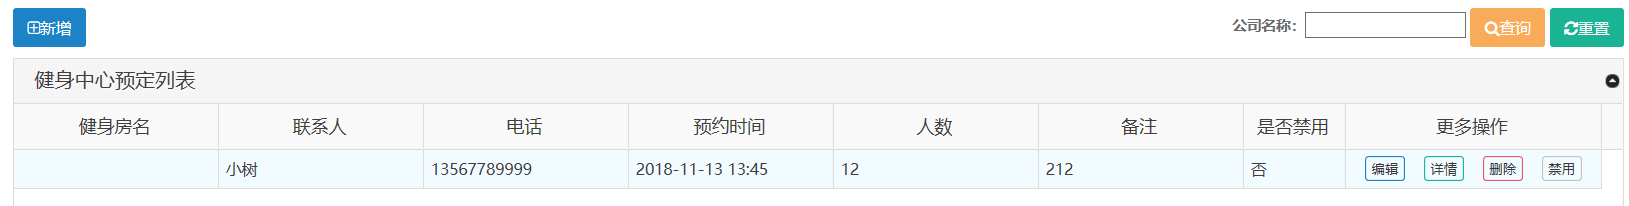 新增 公司名称: 查询 重置
健身中心预定列表
健身房名 联系人 电话 预约时间 人数 备注 是否禁用 更多操作
小树 13567789999 2018-11-13 13:45 12 212 否 编辑 详情 删除 禁用